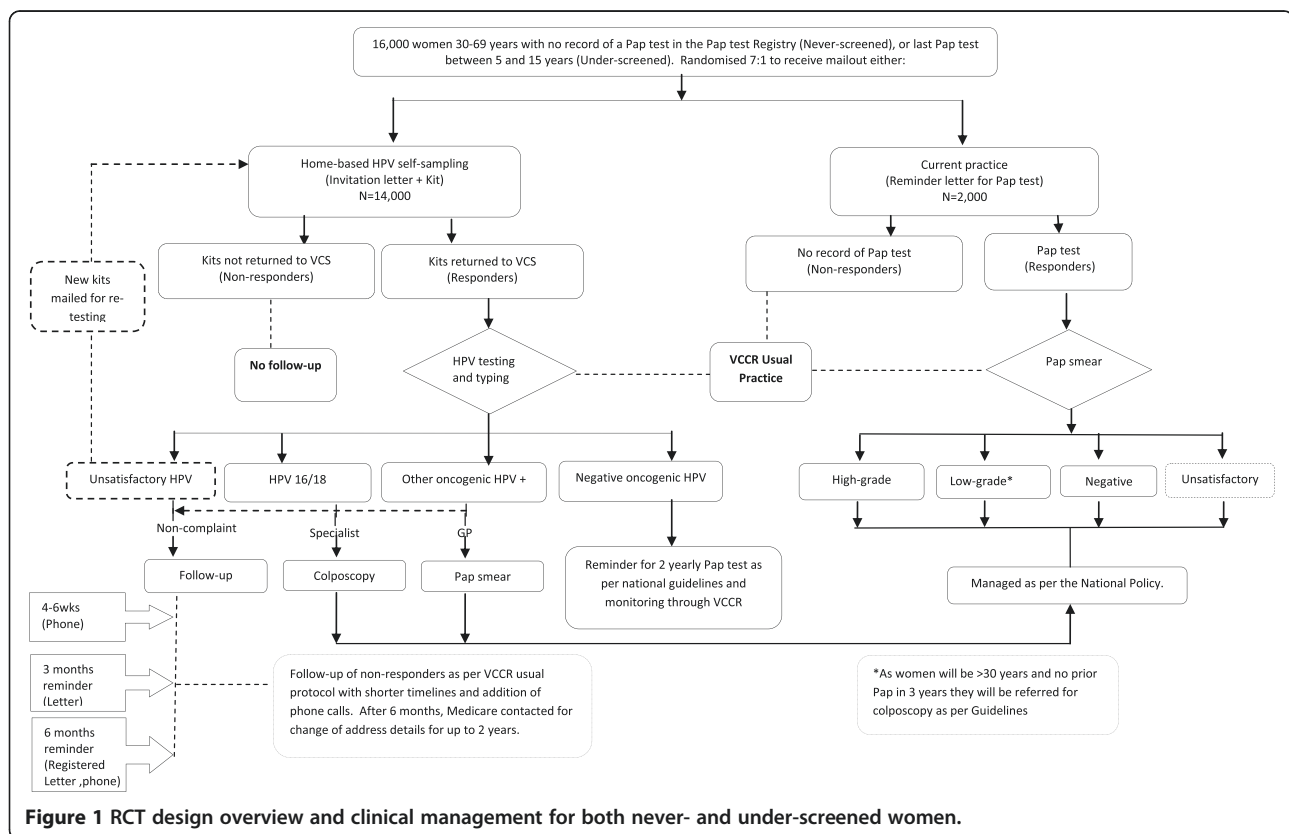 16,000 women 30-69 years with no record of a Pap test in the Pap test Registry (Never-screened), or last Pap test
between 5 and 15 years (Under-screened). Randomised 7:1 to receive mailout either:
Home-based HPV self-sampling
(Invitation letter + Kit)
N=14,000
Current practice
(Reminder letter for Pap test)
N=2,000
Kits not returned to VCS
(Non-responders)
Kits returned to VCS
(Responders)
No record of Pap test
(Non-responders)
Pap test
(Responders)
New kits
mailed for re-
testing
No follow-up
HPV testing
and typing
VCCR Usual
Practice
Pap smear
Unsatisfactory HPV
HPV 16/18
Other oncogenic HPV +
Negative oncogenic HPV
High-grade
Low-grade*
Negative
Unsatisfactory
Non-complaint
Specialist
GP
Follow-up
Colposcopy
Pap smear
Reminder for 2 yearly Pap test as
per national guidelines and
monitoring through VCCR
Managed as per the National Policy.
4-6wks
(Phone)
3 months
reminder
(Letter)
6 months
reminder
(Registered
Letter ,phone)
Follow-up of non-responders as per VCCR usual
protocol with shorter timelines and addition of
phone calls. After 6 months, Medicare contacted for
change of address details for up to 2 years.
*As women will be >30 years and no prior
Pap in 3 years they will be referred for
colposcopy as per Guidelines
Figure 1 RCT design overview and clinical management for both never- and under-screened women.